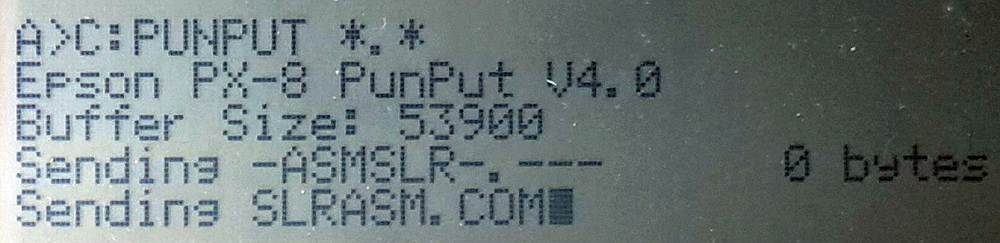 A>C:PUNPUT *.*
Epson PX-8 PunPut V4.0
Buffer Size: 53900
Sending -ASMSLR-.--- 0 bytes
Sending SLRASM.COM